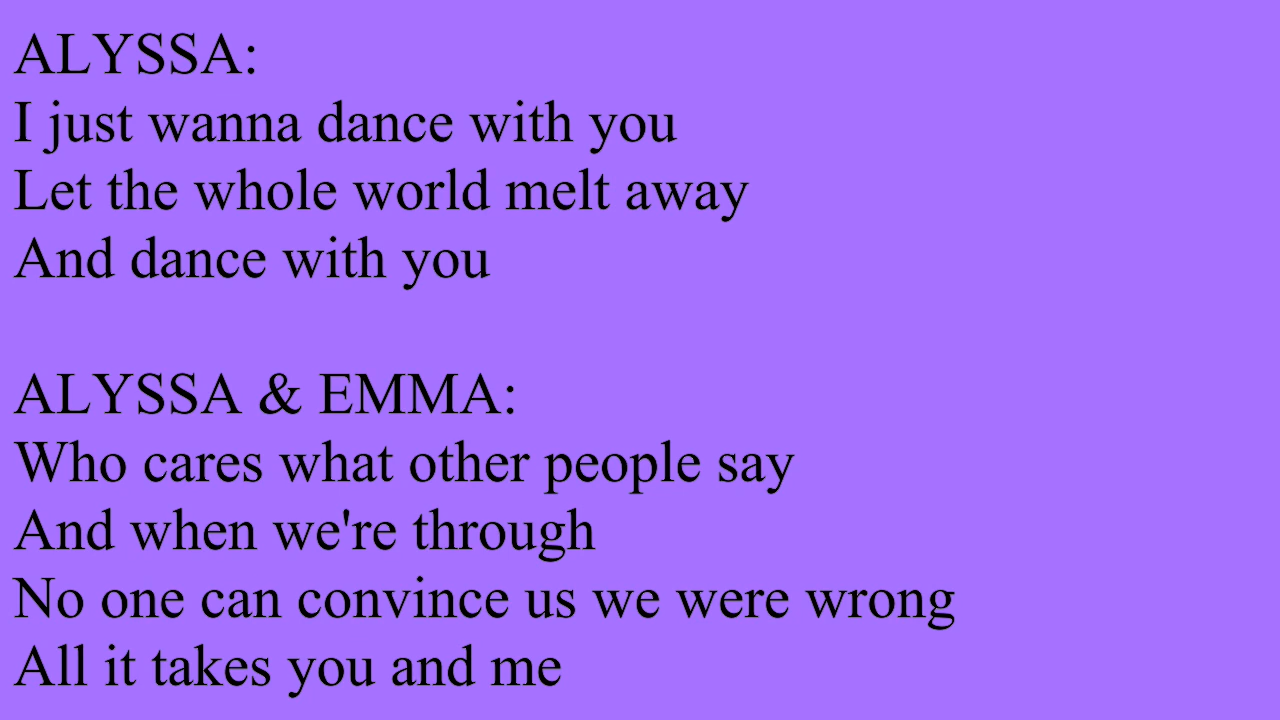 ALYSSA:
I just wanna dance with you
Let the whole world melt away
And dance with you
ALYSSA & EMMA:
Who cares what other people say
And when we're through
No one can convince us we were wrong
All it takes you and me